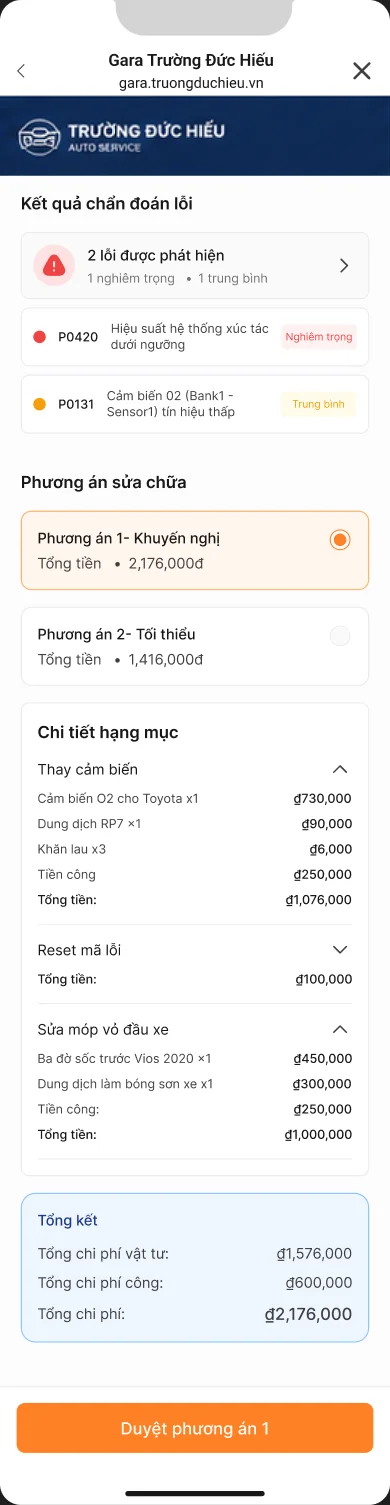 Gara Trường Đức Hiếu
gara.truongduchieu.vn
TRƯỜNG ĐỨC HIẾU
AUTO SERVICE
Kết quả chẩn đoán lỗi
2 lỗi được phát hiện
1 nghiêm trọng • 1 trung bình
P0420
Hiệu suất hệ thống xúc tác
dưới ngưỡng
Nghiêm trọng
P0131
Cảm biến 02 (Bank1 -
Sensor1) tín hiệu thấp
Trung bình
Phương án sửa chữa
Phương án 1- Khuyến nghị
Tổng tiền • 2,176,000đ
Phương án 2- Tối thiểu
Tổng tiền • 1,416,000đ
Chi tiết hạng mục
Thay cảm biến
Cảm biến O2 cho Toyota x1 ₫730,000
Dung dịch RP7 ×1 ₫90,000
Khăn lau x3 ₫6,000
Tiền công ₫250,000
Tổng tiền: ₫1,076,000
Reset mã lỗi
Tổng tiền: ₫100,000
Sửa móp vỏ đầu xe
Ba đờ sốc trước Vios 2020 ×1 ₫450,000
Dung dịch làm bóng sơn xe x1 ₫300,000
Tiền công: ₫250,000
Tổng tiền: ₫1,000,000
Tổng kết
Tổng chi phí vật tư: ₫1,576,000
Tổng chi phí công: ₫600,000
Tổng chi phí: ₫2,176,000
Duyệt phương án 1